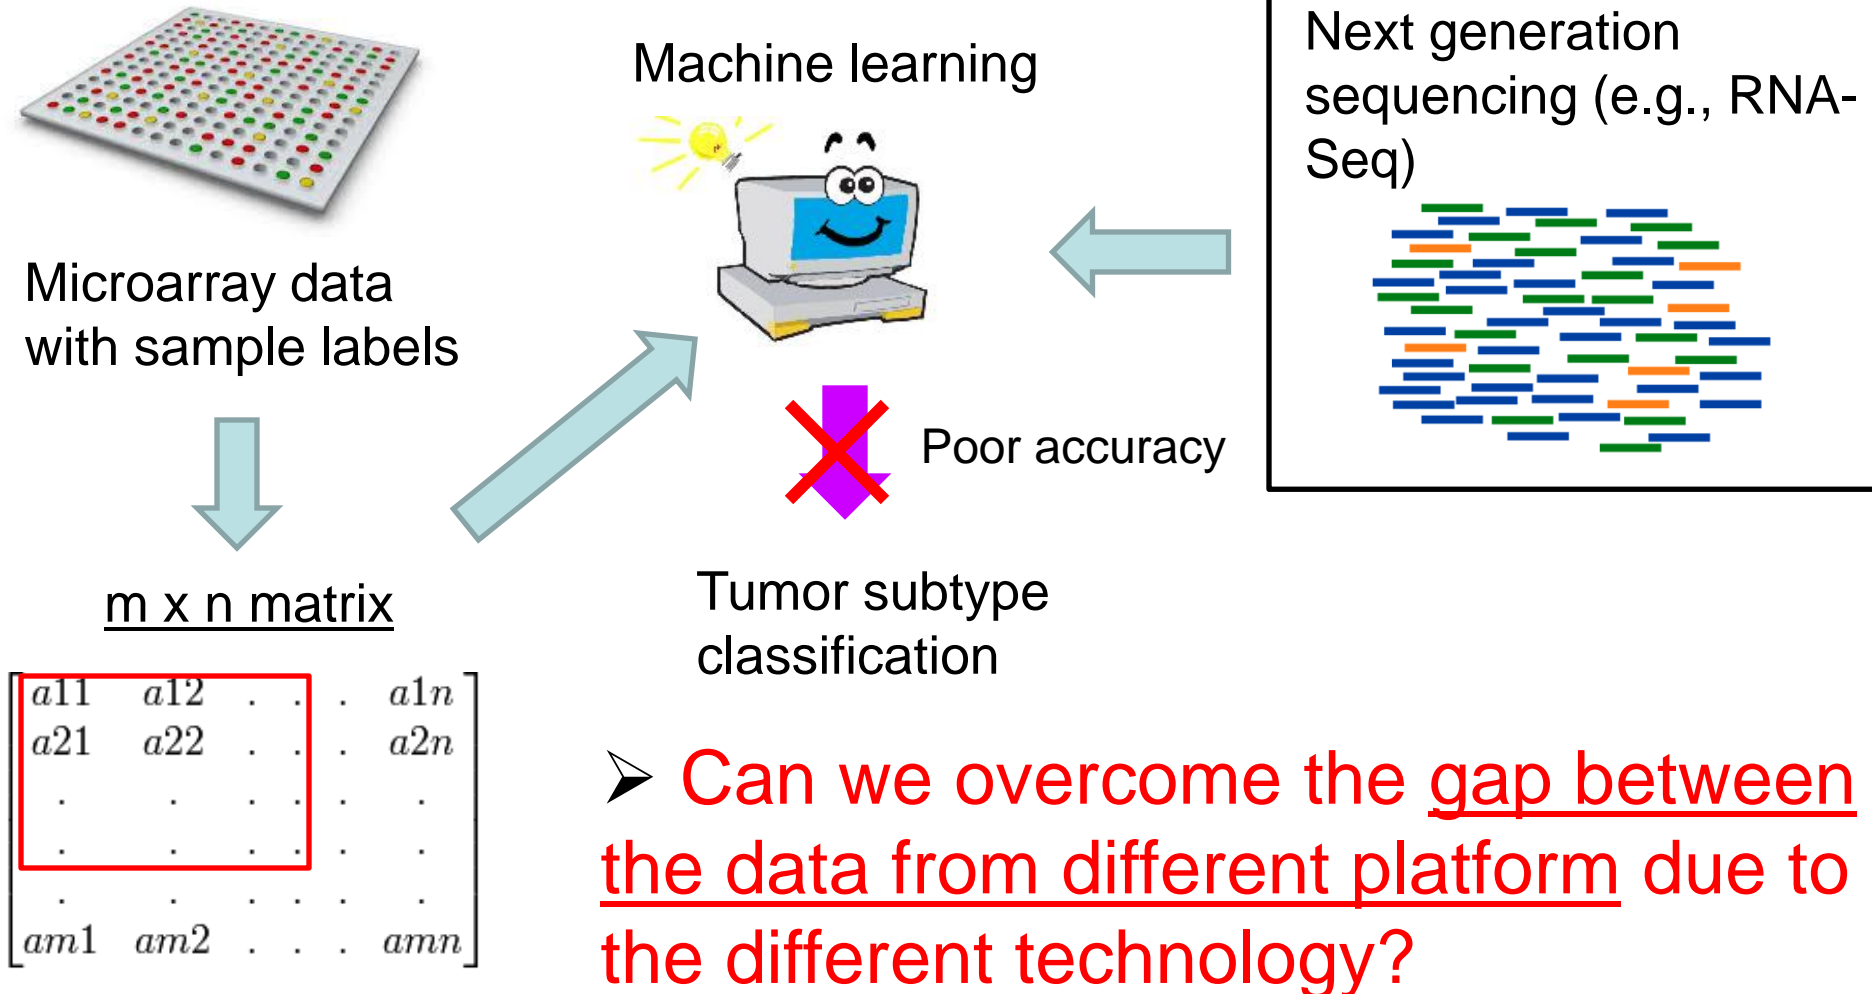 Machine learning
Next generation
sequencing (e.g., RNA-
Seq)
Microarray data
with sample labels
Poor accuracy
m x n matrix
Tumor subtype
classification
a11 a12 . . . a1n
a21 a22 . . . a2n
. . . . . .
. . . . . .
. . . . . .
am1 am2 . . . amn
➢ Can we overcome the gap between
the data from different platform due to
the different technology?